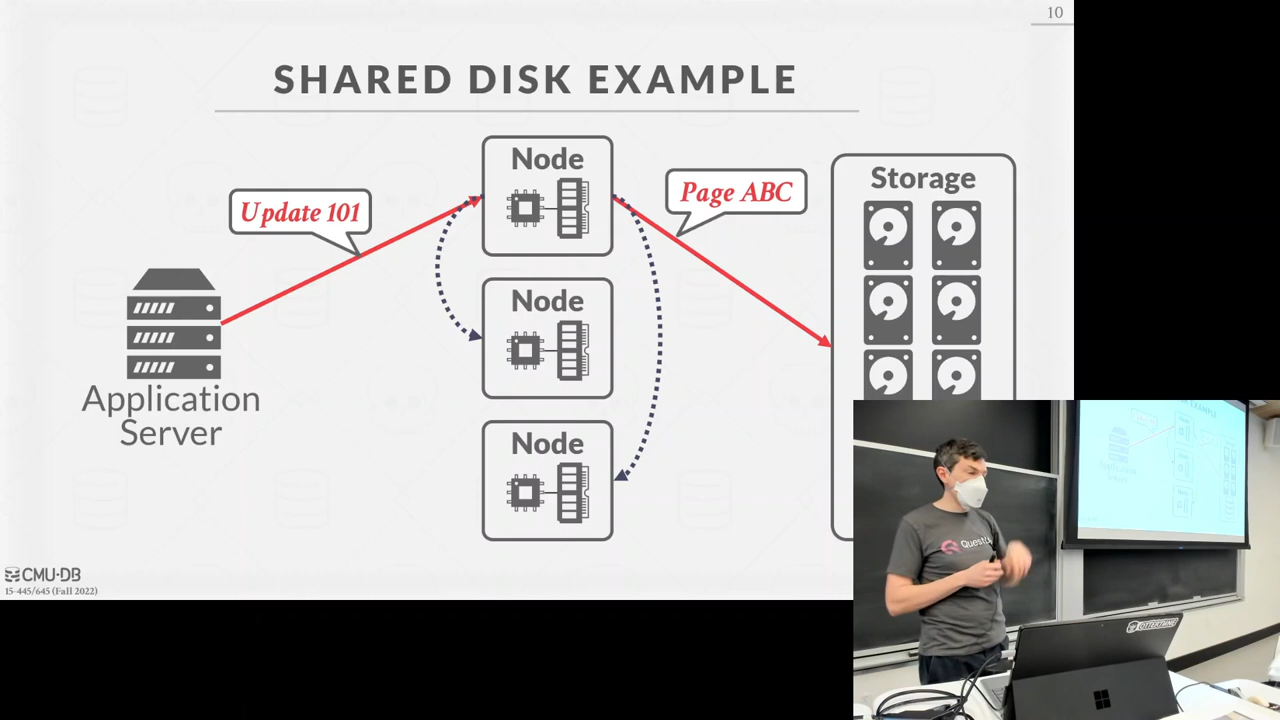 10
SHARED DISK EXAMPLE
Node
Update 101
Page ABC
Storage
Node
Application
Server
Node
CMU·DB
15-445/645 (Fall 2022)
OTTERTUNE